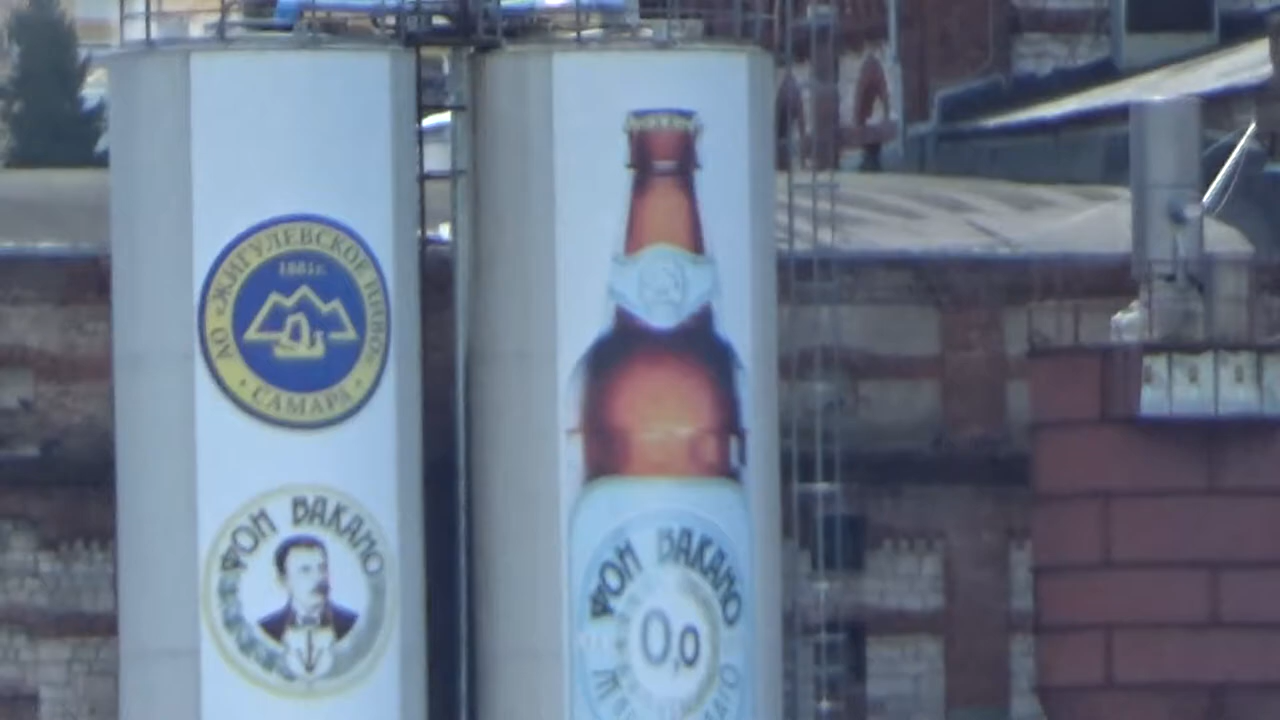 АО «ЖИГУЛЕВСКОЕ ПИВО»
1881г.
• САМАРА •
ФОН ВАКАНО
ФОН ВАКАНО
0,0